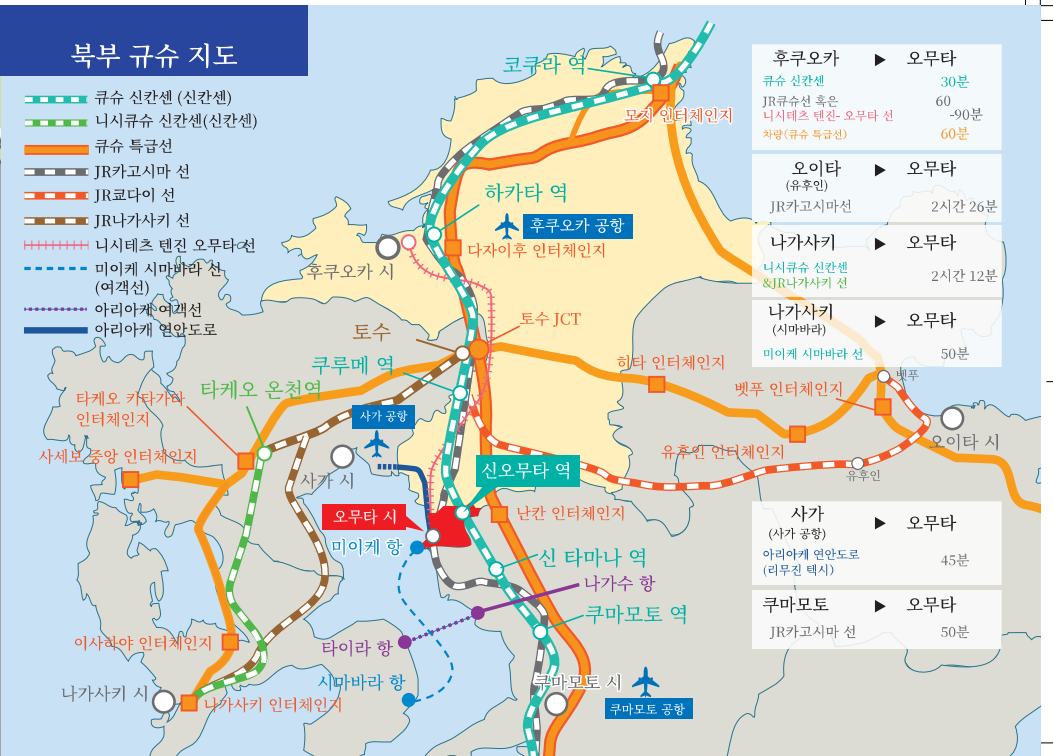 북부 규슈 지도
큐슈 신칸센 (신칸센)
니시큐슈 신칸센(신칸센)
큐슈 특급선
JR카고시마 선
JR쿄다이 선
JR나가사키 선
니시테츠 텐진 오무타 선
미이케 시마바라 선
(여객선)
아리아케 여객선
아리아케 연안도로
코쿠라 역
모지 인터체인지
하카타 역
후쿠오카 공항
다자이후 인터체인지
후쿠오카 시
토수 JCT
토수
쿠루메 역
히타 인터체인지
벳푸
벳푸 인터체인지
타케오 온천역
타케오 키타가타
인터체인지
사가 공항
오이타 시
유후인 인터체인지
유후인
사세보 중앙 인터체인지
사가 시
신오무타 역
오무타 시
난칸 인터체인지
미이케 항
신 타마나 역
나가수 항
쿠마모토 역
이사하야 인터체인지
타이라 항
시마바라 항
쿠마모토 시
나가사키 시
나가사키 인터체인지
쿠마모토 공항
후쿠오카 ▶ 오무타
큐슈 신칸센 30분
JR큐슈선 혹은 60
니시테츠 텐진- 오무타 선 -90분
차량(큐슈 특급선) 60분
오이타 ▶ 오무타
(유후인)
JR카고시마선 2시간 26분
나가사키 ▶ 오무타
니시큐슈 신칸센
&JR나가사키 선 2시간 12분
나가사키 ▶ 오무타
(시마바라)
미이케 시마바라 선 50분
사가 ▶ 오무타
(사가 공항)
아리아케 연안도로
(리무진 텍시) 45분
쿠마모토 ▶ 오무타
JR카고시마 선 50분